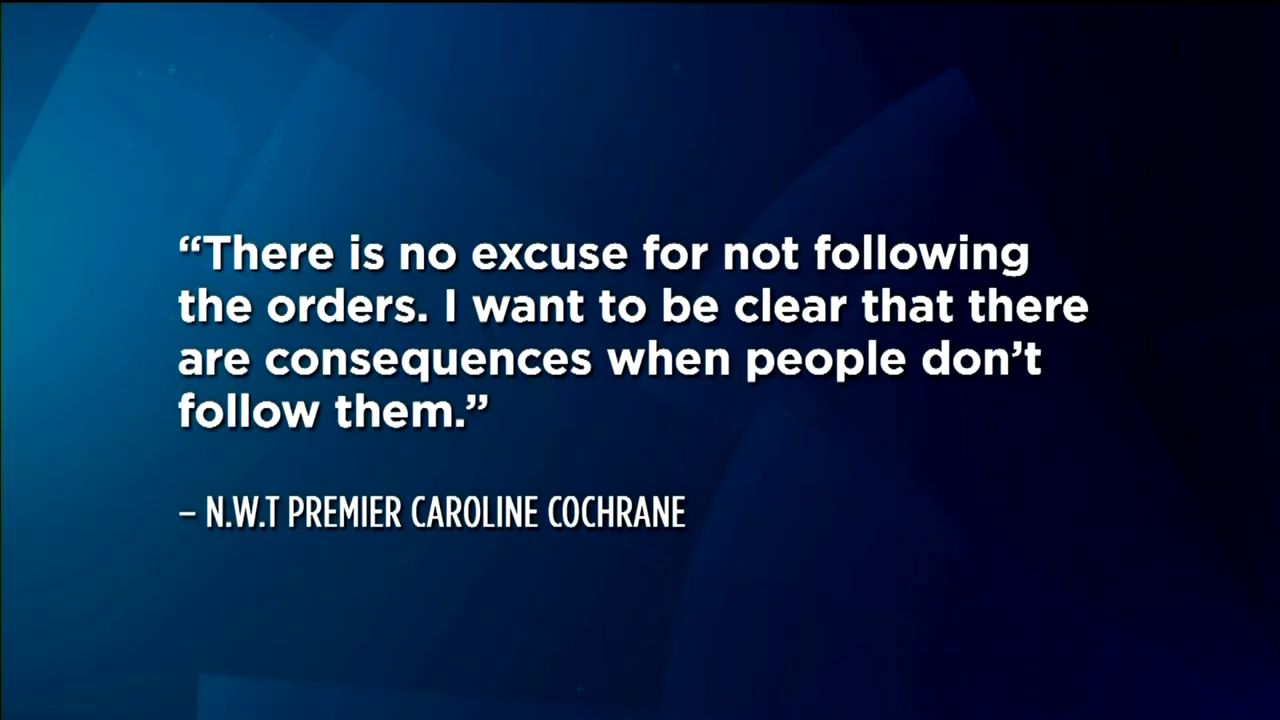 “There is no excuse for not following
the orders. I want to be clear that there
are consequences when people don’t
follow them.”
– N.W.T PREMIER CAROLINE COCHRANE